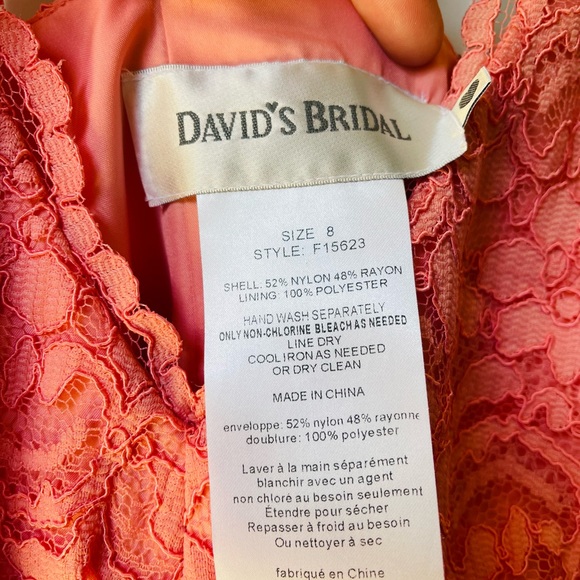 DAVID'S BRIDAL
SIZE 8
STYLE: F15623
SHELL: 52% NYLON 48% RAYON
LINING: 100% POLYESTER
HAND WASH SEPARATELY
ONLY NON-CHLORINE BLEACH AS NEEDED
LINE DRY
COOL IRON AS NEEDED
OR DRY CLEAN
MADE IN CHINA
enveloppe: 52% nylon 48% rayonne
doublure: 100% polyester
Laver à la main séparément
blanchir avec un agent
non chloré au besoin seulement
Étendre pour sécher
Repasser à froid au besoin
Ou nettoyer à sec
fabriqué en Chine